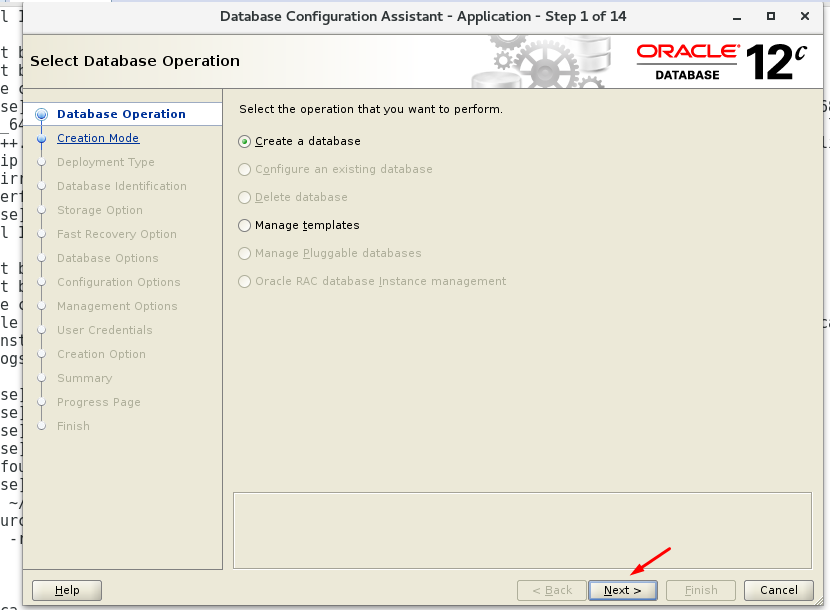 Database Configuration Assistant - Application - Step 1 of 14
Select Database Operation
ORACLE
DATABASE
12c
Database Operation
Creation Mode
Deployment Type
Database Identification
Storage Option
Fast Recovery Option
Database Options
Configuration Options
Management Options
User Credentials
Creation Option
Summary
Progress Page
Finish
Select the operation that you want to perform.
Create a database
Configure an existing database
Delete database
Manage templates
Manage Pluggable databases
Oracle RAC database Instance management
Help
< Back
Next >
Finish
Cancel